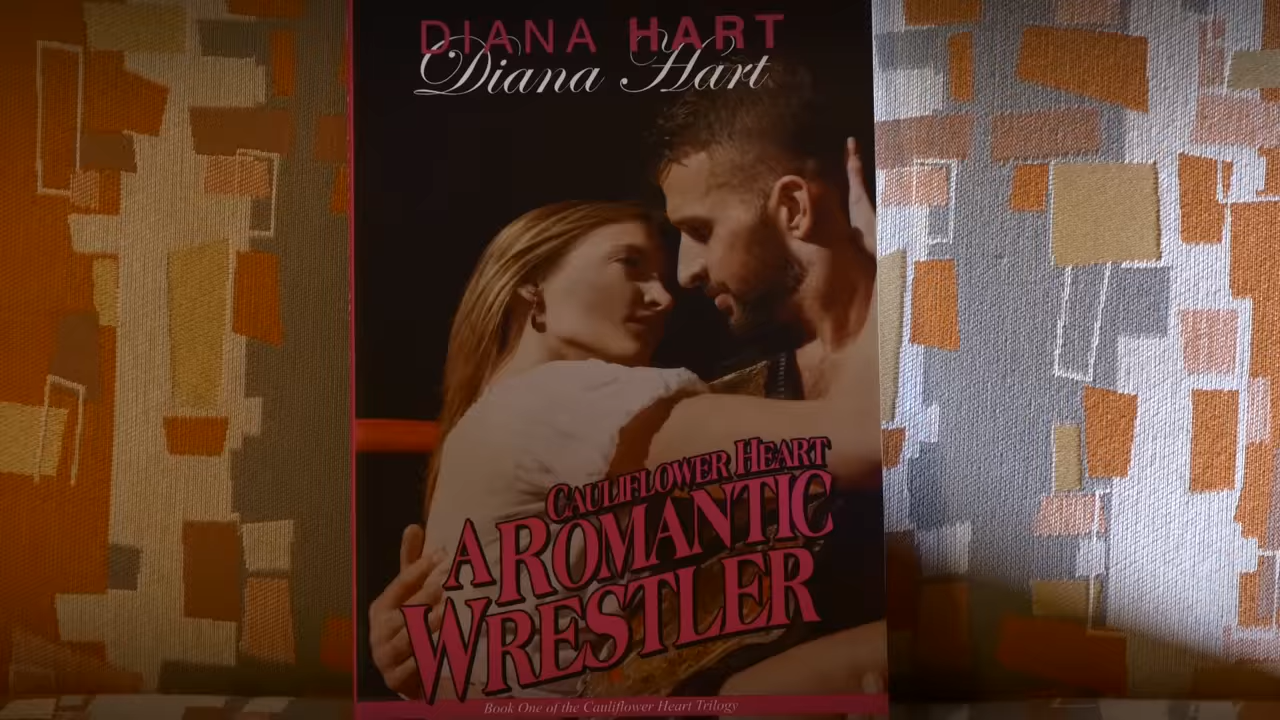 DIANA HART
Diana Hart
CAULIFLOWER HEART
A ROMANTIC
WRESTLER
Book One of the Cauliflower Heart Trilogy